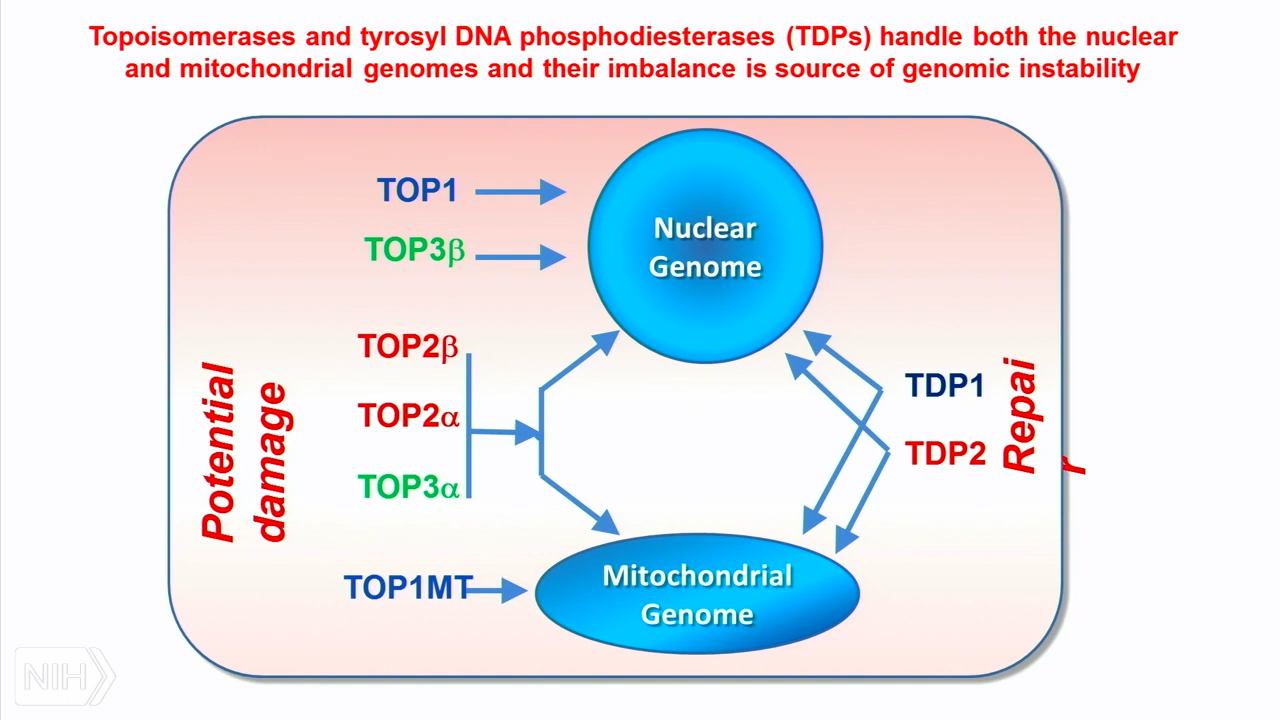 Topoisomerases and tyrosyl DNA phosphodiesterases (TDPs) handle both the nuclear
and mitochondrial genomes and their imbalance is source of genomic instability
TOP1
TOP3β
Nuclear
Genome
TOP2β
TOP2α
TOP3α
Potential
damage
TDP1
TDP2
Repai
r
TOP1MT
Mitochondrial
Genome
NIH